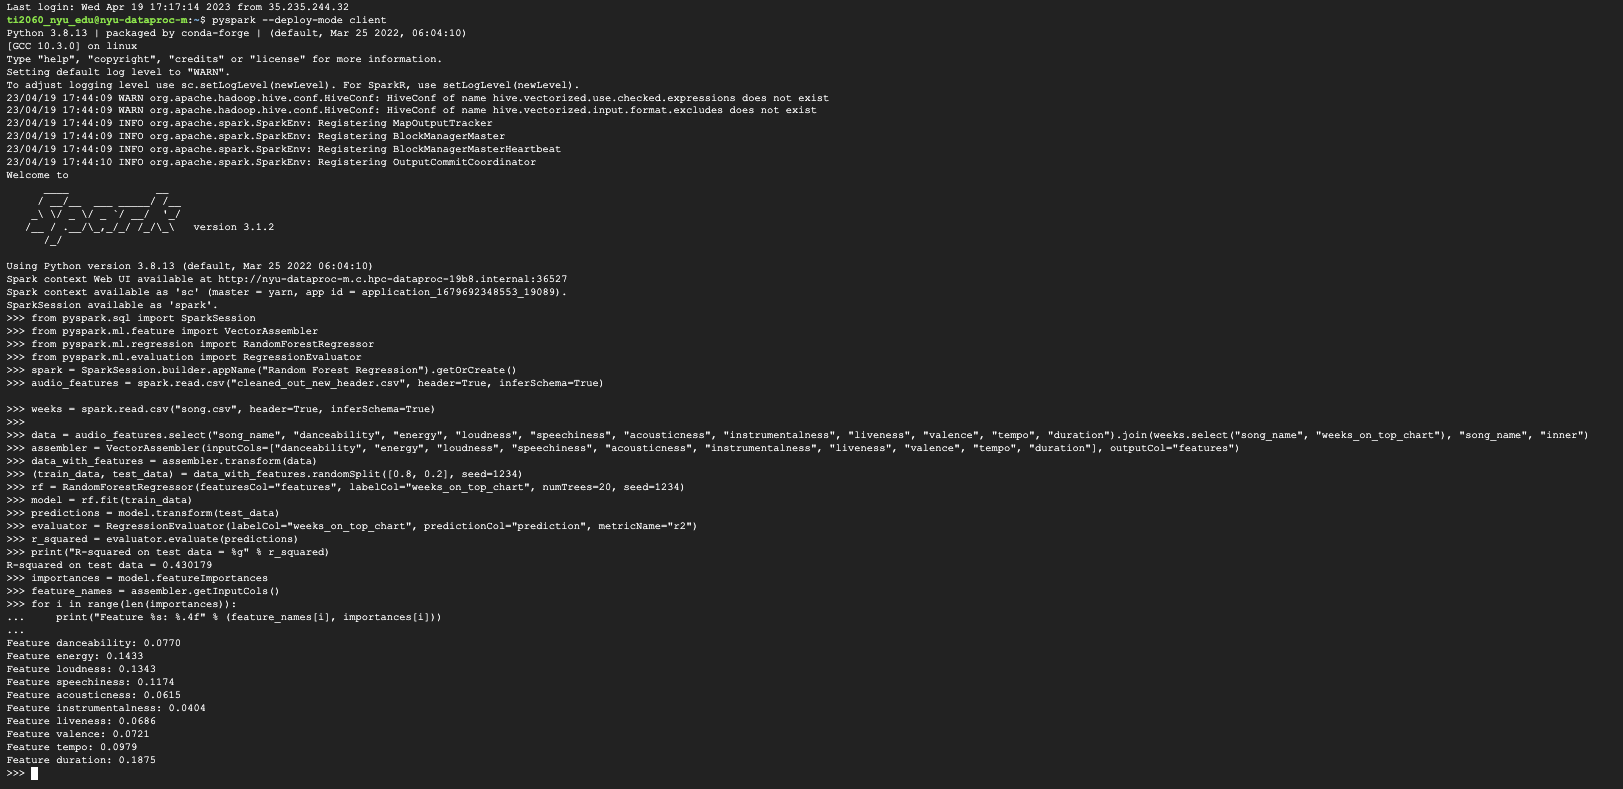 Last login: Wed Apr 19 17:17:14 2023 from 35.235.244.32
ti2060_nyu_edu@nyu-dataproc-m:~$ pyspark --deploy-mode client
Python 3.8.13 | packaged by conda-forge | (default, Mar 25 2022, 06:04:10)
[GCC 10.3.0] on linux
Type "help", "copyright", "credits" or "license" for more information.
Setting default log level to "WARN".
To adjust logging level use sc.setLogLevel(newLevel). For SparkR, use setLogLevel(newLevel).
23/04/19 17:44:09 WARN org.apache.hadoop.hive.conf.HiveConf: HiveConf of name hive.vectorized.use.checked.expressions does not exist
23/04/19 17:44:09 WARN org.apache.hadoop.hive.conf.HiveConf: HiveConf of name hive.vectorized.input.format.excludes does not exist
23/04/19 17:44:09 INFO org.apache.spark.SparkEnv: Registering MapOutputTracker
23/04/19 17:44:09 INFO org.apache.spark.SparkEnv: Registering BlockManagerMaster
23/04/19 17:44:09 INFO org.apache.spark.SparkEnv: Registering BlockManagerMasterHeartbeat
23/04/19 17:44:10 INFO org.apache.spark.SparkEnv: Registering OutputCommitCoordinator
Welcome to
      ____              __
     / __/__  ___ _____/ /__
    _\ \/ _ \/ _ `/ __/  '_/
   /__ / .__/\_,_/_/ /_/\_\   version 3.1.2
      /_/
Using Python version 3.8.13 (default, Mar 25 2022 06:04:10)
Spark context Web UI available at http://nyu-dataproc-m.c.hpc-dataproc-19b8.internal:36527
Spark context available as 'sc' (master = yarn, app id = application_1679692348553_19089).
SparkSession available as 'spark'.
>>> from pyspark.sql import SparkSession
>>> from pyspark.ml.feature import VectorAssembler
>>> from pyspark.ml.regression import RandomForestRegressor
>>> from pyspark.ml.evaluation import RegressionEvaluator
>>> spark = SparkSession.builder.appName("Random Forest Regression").getOrCreate()
>>> audio_features = spark.read.csv("cleaned_out_new_header.csv", header=True, inferSchema=True)
>>> weeks = spark.read.csv("song.csv", header=True, inferSchema=True)
>>>
>>> data = audio_features.select("song_name", "danceability", "energy", "loudness", "speechiness", "acousticness", "instrumentalness", "liveness", "valence", "tempo", "duration").join(weeks.select("song_name", "weeks_on_top_chart"), "song_name", "inner")
>>> assembler = VectorAssembler(inputCols=["danceability", "energy", "loudness", "speechiness", "acousticness", "instrumentalness", "liveness", "valence", "tempo", "duration"], outputCol="features")
>>> data_with_features = assembler.transform(data)
>>> (train_data, test_data) = data_with_features.randomSplit([0.8, 0.2], seed=1234)
>>> rf = RandomForestRegressor(featuresCol="features", labelCol="weeks_on_top_chart", numTrees=20, seed=1234)
>>> model = rf.fit(train_data)
>>> predictions = model.transform(test_data)
>>> evaluator = RegressionEvaluator(labelCol="weeks_on_top_chart", predictionCol="prediction", metricName="r2")
>>> r_squared = evaluator.evaluate(predictions)
>>> print("R-squared on test data = %g" % r_squared)
R-squared on test data = 0.430179
>>> importances = model.featureImportances
>>> feature_names = assembler.getInputCols()
>>> for i in range(len(importances)):
...     print("Feature %s: %.4f" % (feature_names[i], importances[i]))
...
Feature danceability: 0.0770
Feature energy: 0.1433
Feature loudness: 0.1343
Feature speechiness: 0.1174
Feature acousticness: 0.0615
Feature instrumentalness: 0.0404
Feature liveness: 0.0686
Feature valence: 0.0721
Feature tempo: 0.0979
Feature duration: 0.1875
>>>